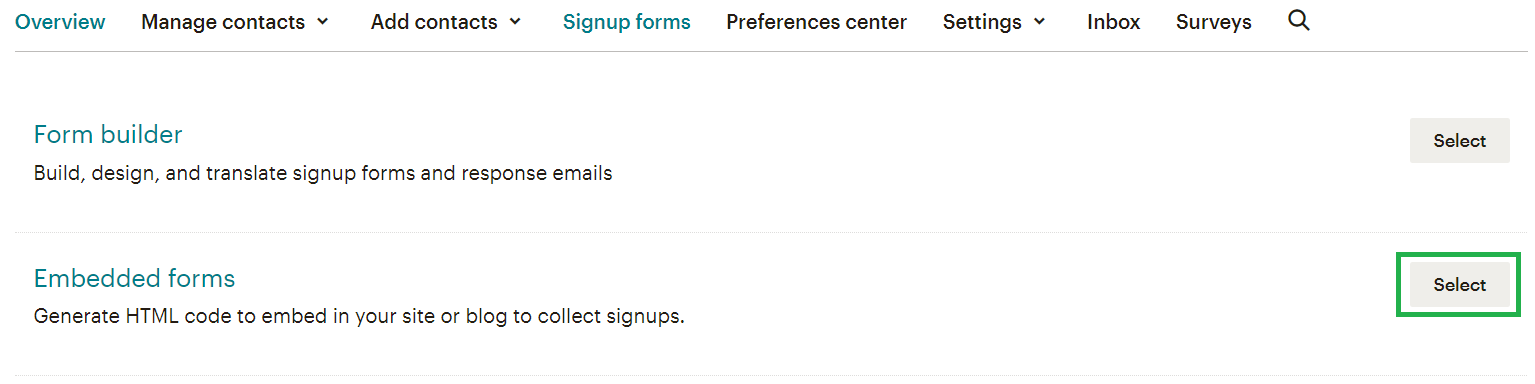 Overview Manage contacts Add contacts Signup forms Preferences center Settings Inbox Surveys
Form builder
Select
Build, design, and translate signup forms and response emails
Embedded forms
Select
Generate HTML code to embed in your site or blog to collect signups.